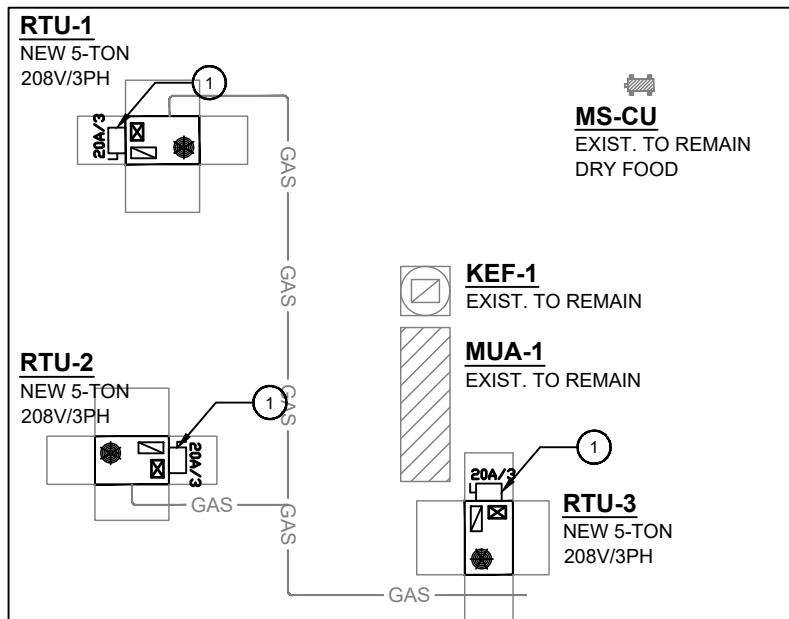 RTU-1
NEW 5-TON
208V/3PH
1
20A/3
GAS
MS-CU
EXIST. TO REMAIN
DRY FOOD
GAS
KEF-1
EXIST. TO REMAIN
MUA-1
EXIST. TO REMAIN
RTU-2
NEW 5-TON
208V/3PH
1
20A/3
GAS
GAS
GAS
1
20A/3
RTU-3
NEW 5-TON
208V/3PH
GAS